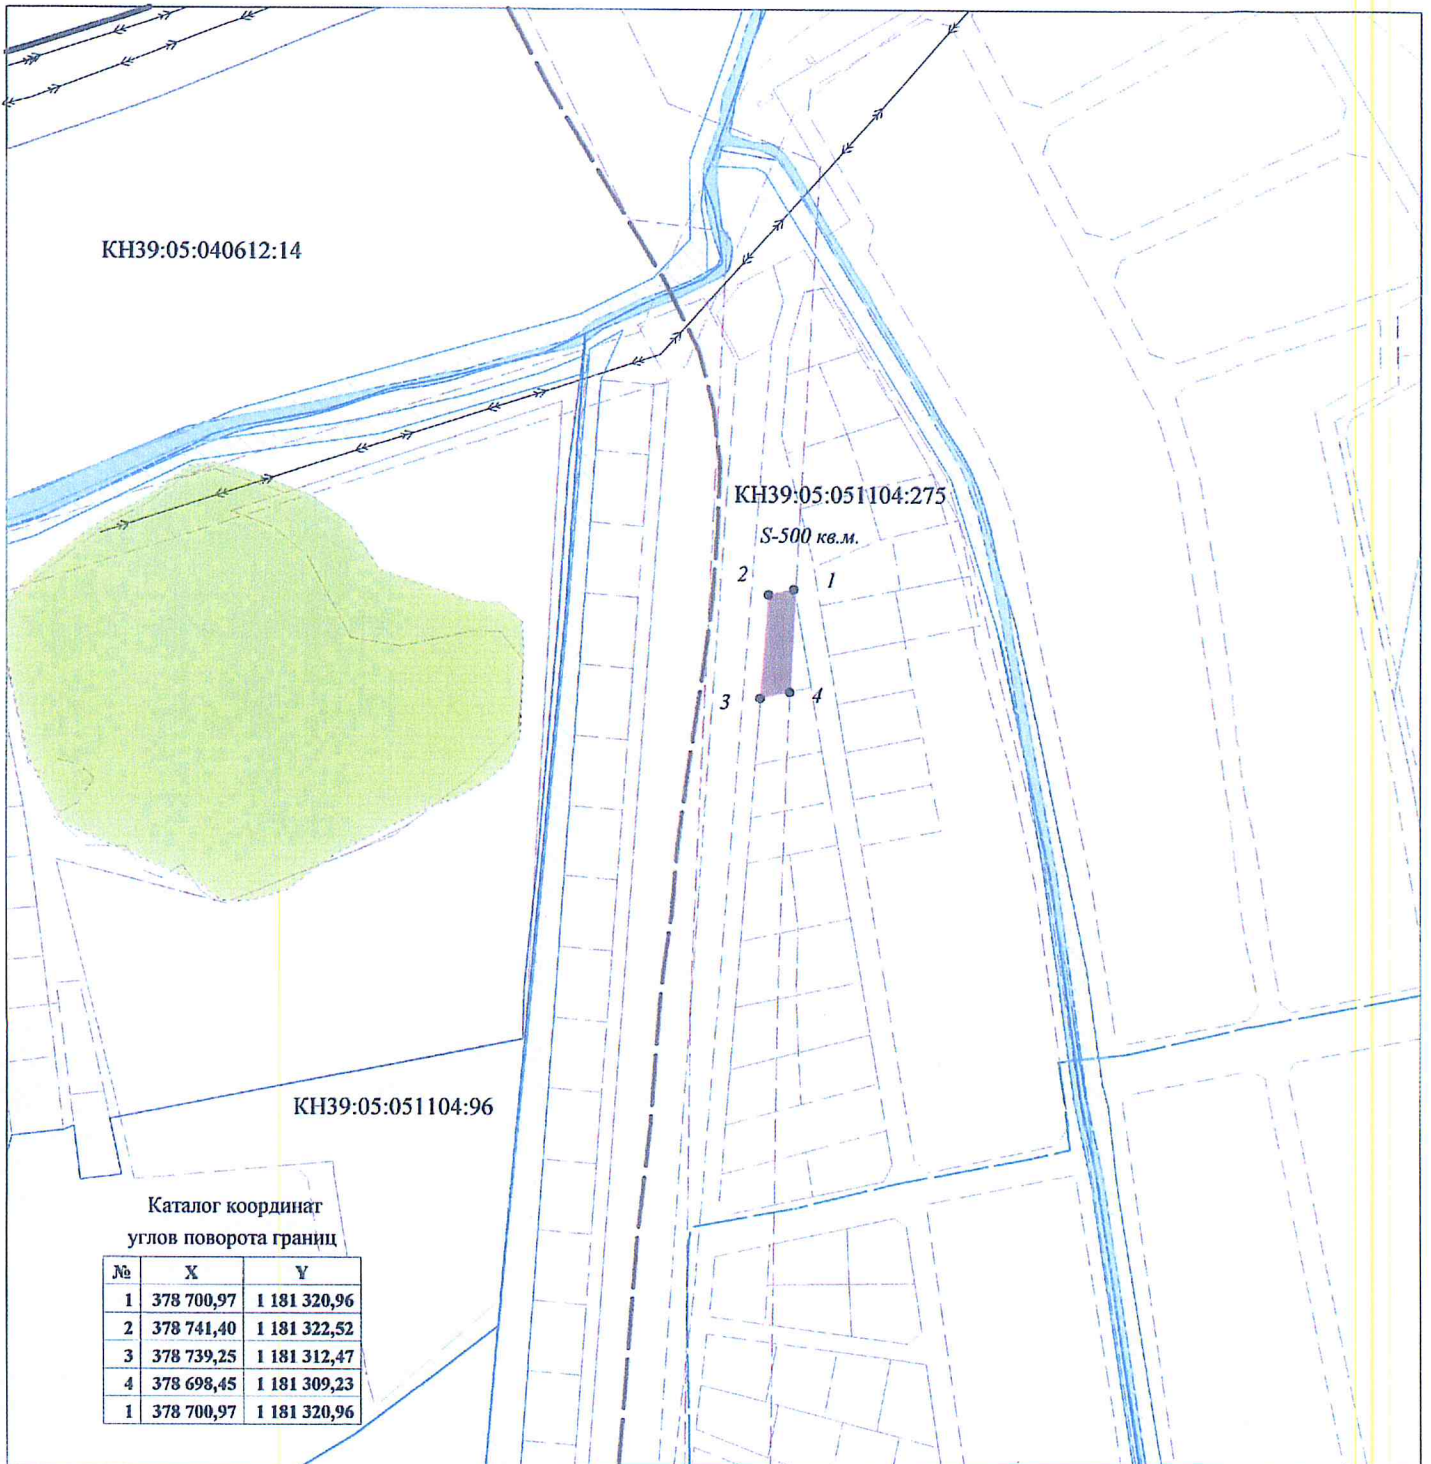 КН39:05:040612:14
КН39:05:051104:275
S-500 кв.м.
2
1
3
4
КН39:05:051104:96
Каталог координат
углов поворота границ
№ X Y
1 378 700,97 1 181 320,96
2 378 741,40 1 181 322,52
3 378 739,25 1 181 312,47
4 378 698,45 1 181 309,23
1 378 700,97 1 181 320,96